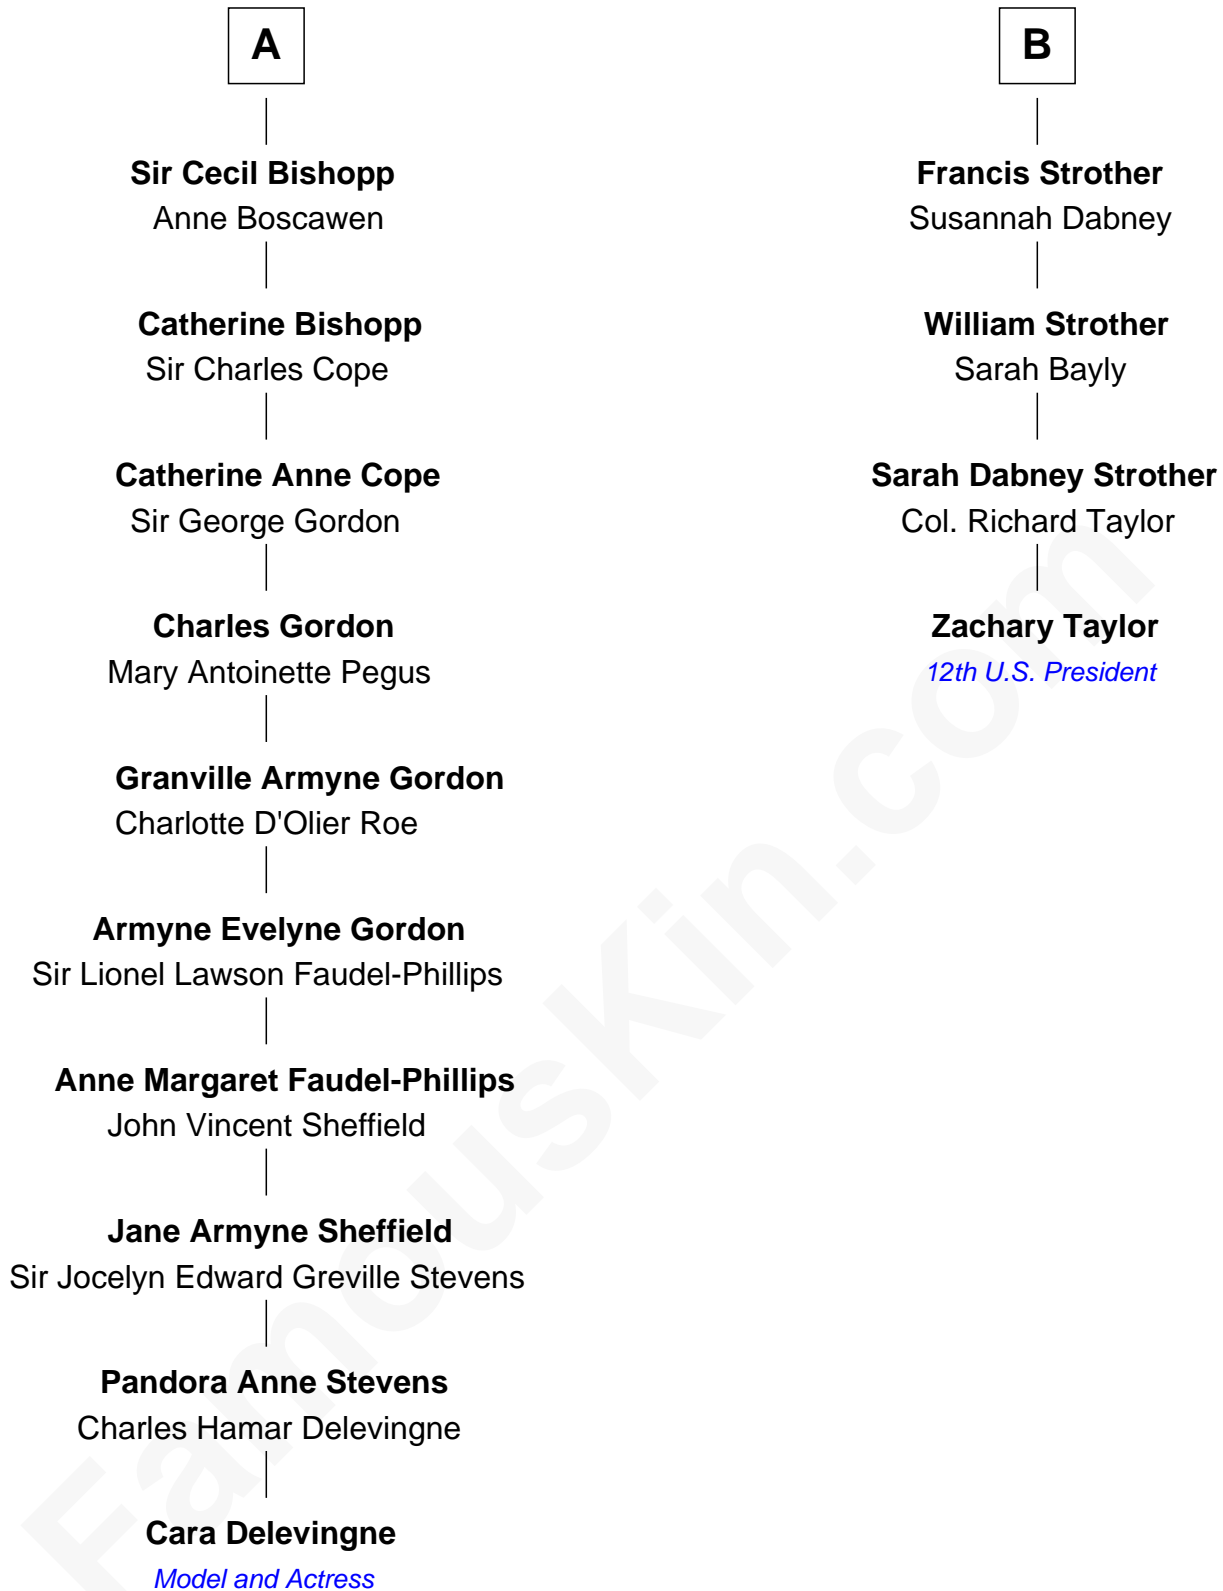 A
Sir Cecil Bishopp
Anne Boscawen
Catherine Bishopp
Sir Charles Cope
Catherine Anne Cope
Sir George Gordon
Charles Gordon
Mary Antoinette Pegus
Granville Armyne Gordon
Charlotte D'Olier Roe
Armyne Evelyne Gordon
Sir Lionel Lawson Faudel-Phillips
Anne Margaret Faudel-Phillips
John Vincent Sheffield
Jane Armyne Sheffield
Sir Jocelyn Edward Greville Stevens
Pandora Anne Stevens
Charles Hamar Delevingne
Cara Delevingne
Model and Actress
B
Francis Strother
Susannah Dabney
William Strother
Sarah Bayly
Sarah Dabney Strother
Col. Richard Taylor
Zachary Taylor
12th U.S. President
FamousKin.com